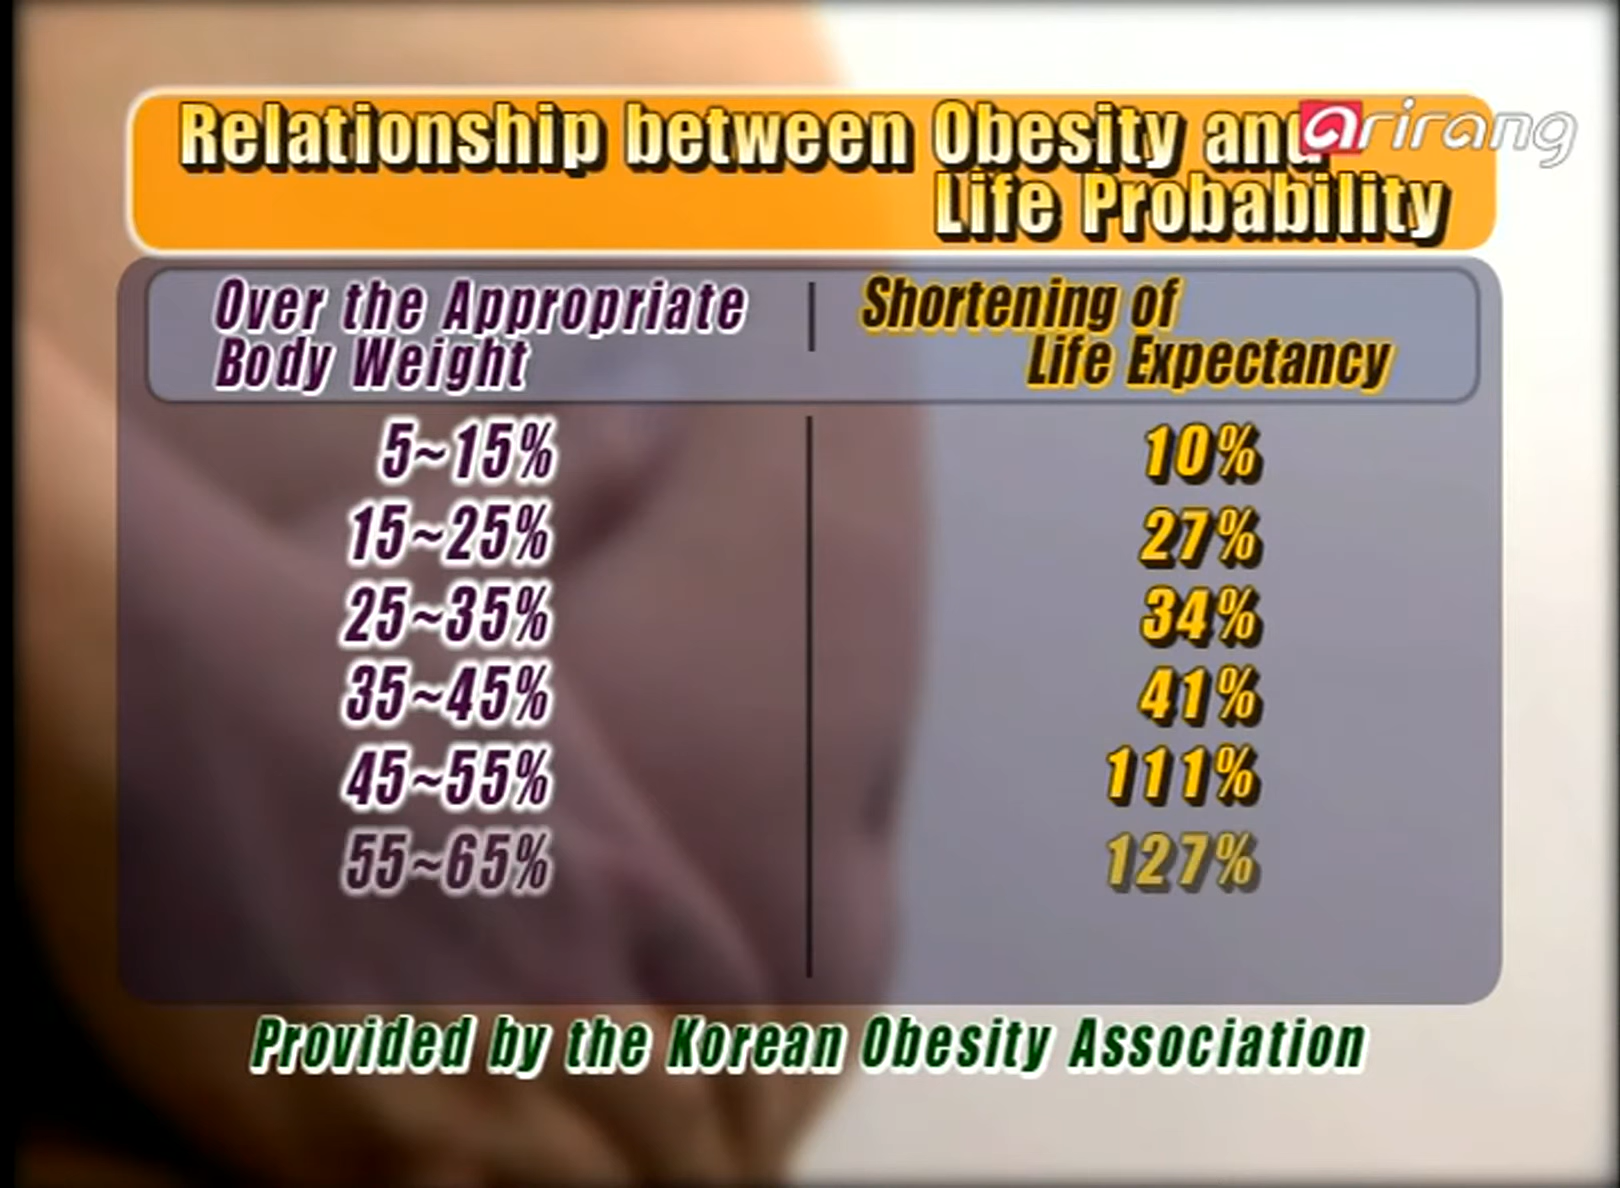 Relationship between Obesity and
Life Probability
arirang
Over the Appropriate
Body Weight
Shortening of
Life Expectancy
5~15% 10%
15~25% 27%
25~35% 34%
35~45% 41%
45~55% 111%
55~65% 127%
Provided by the Korean Obesity Association